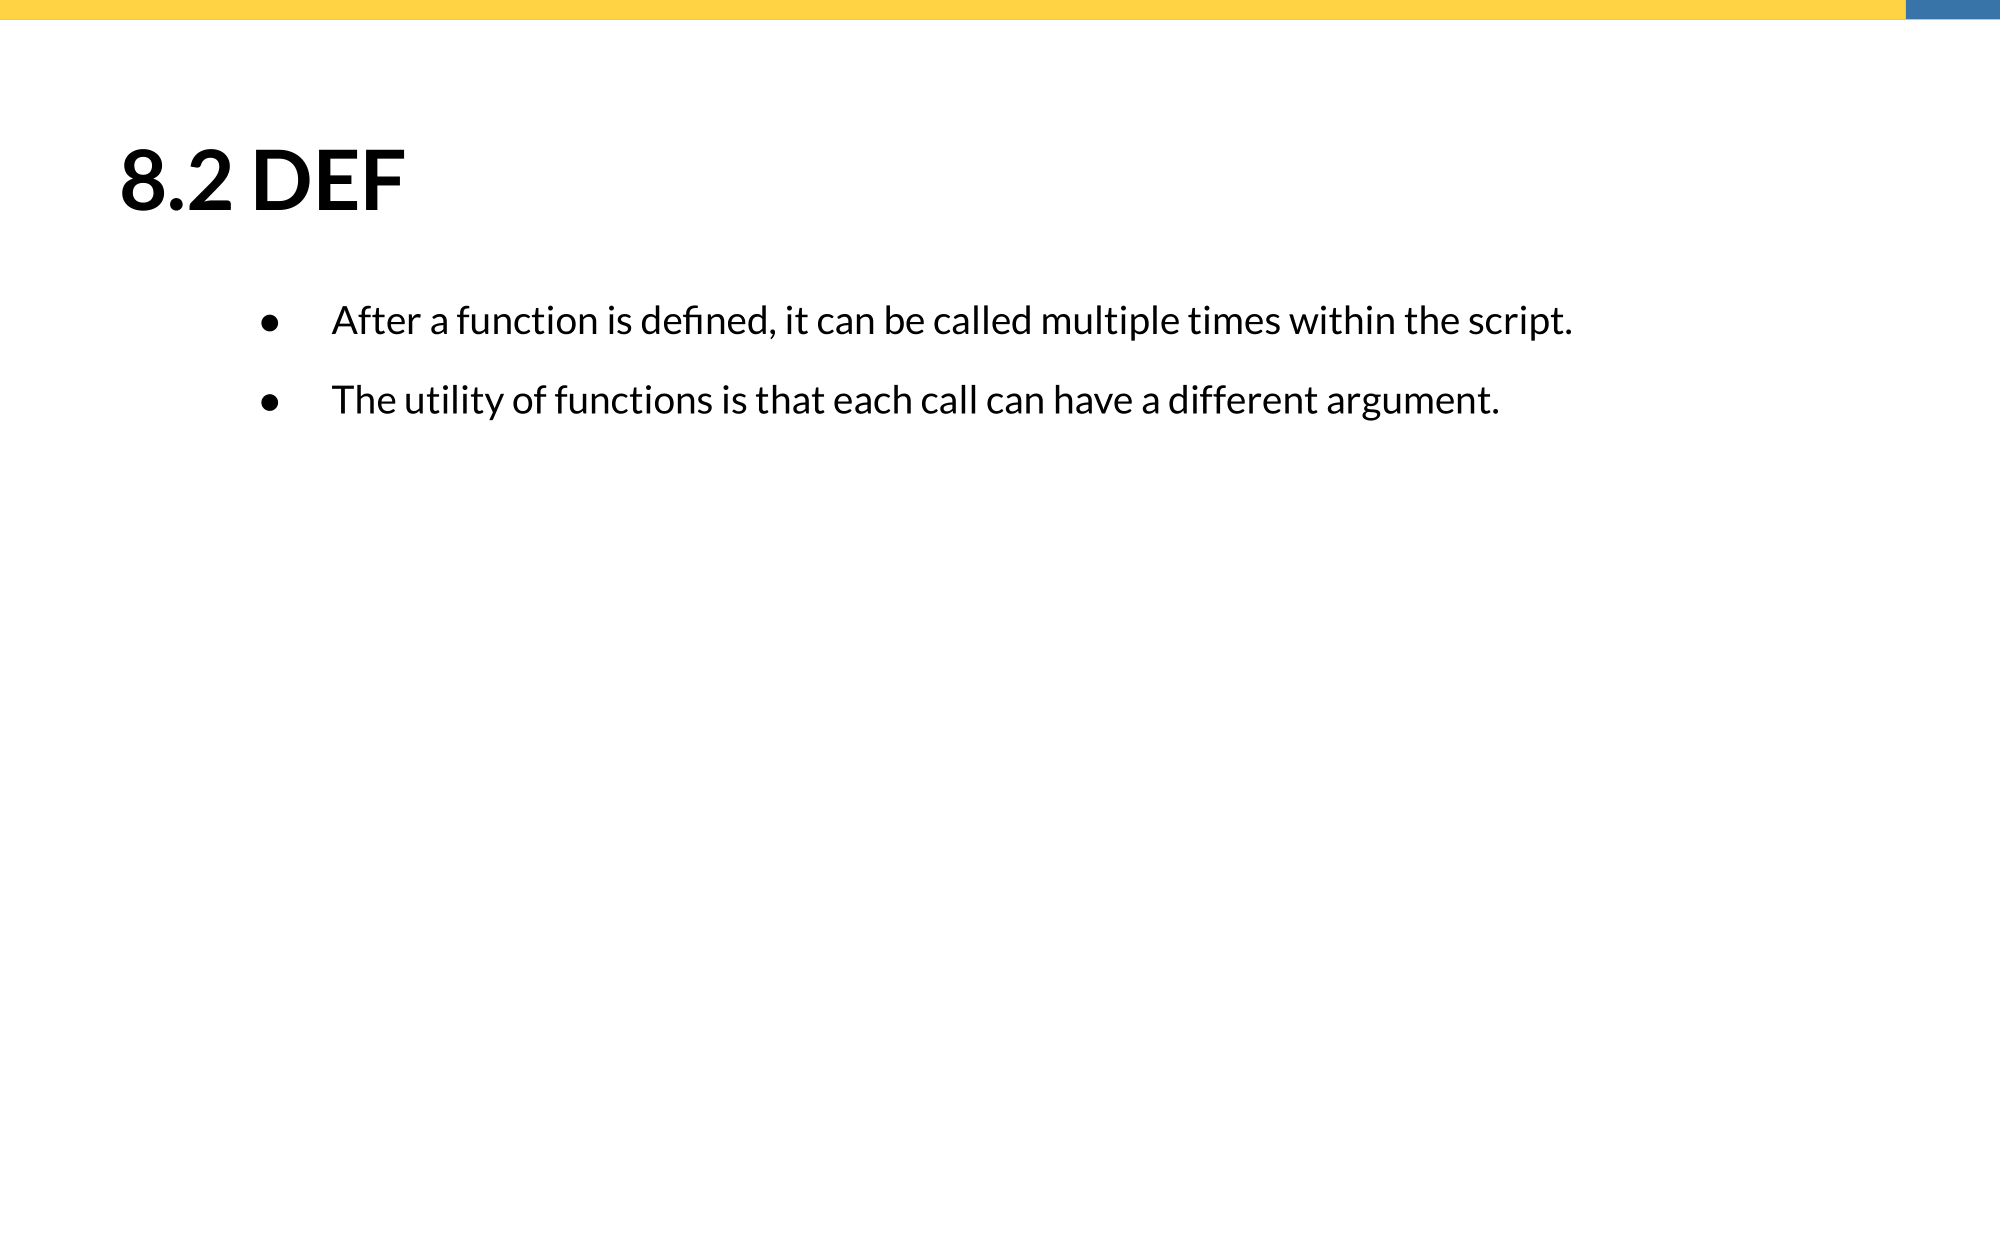 8.2 DEF
● After a function is defined, it can be called multiple times within the script.
● The utility of functions is that each call can have a different argument.